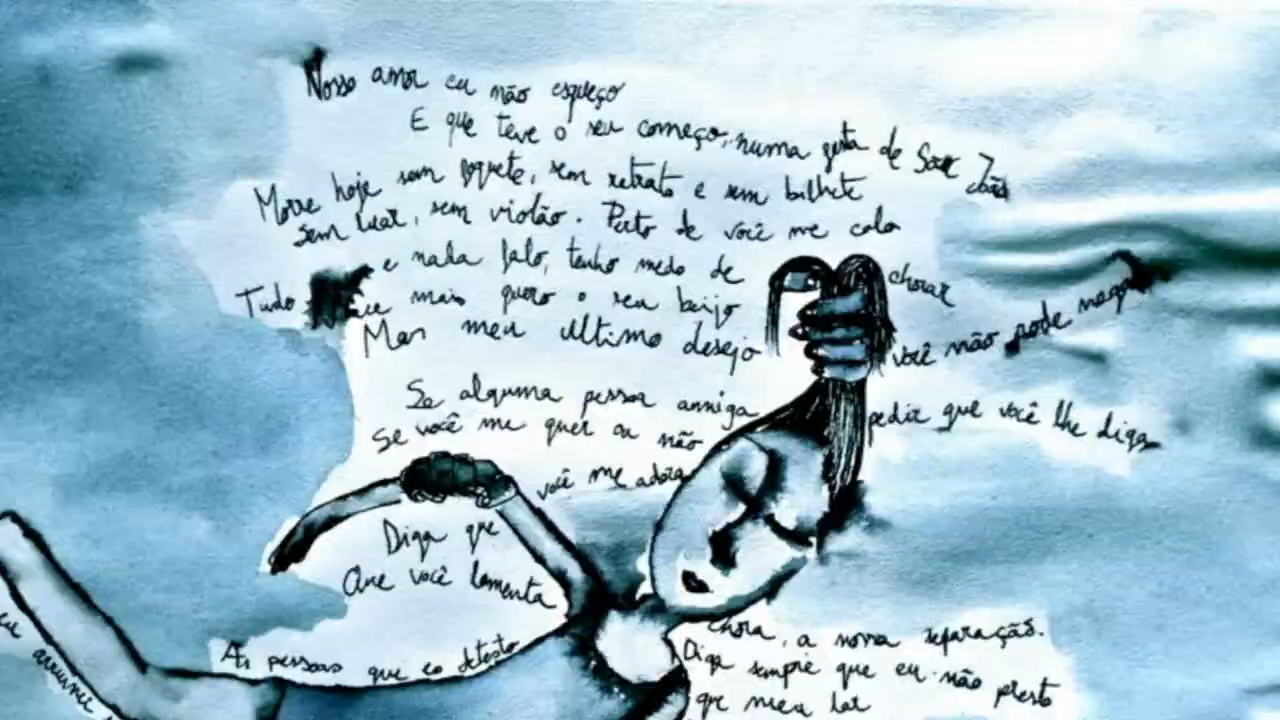 Nosso amor eu não esqueço
E que teve o seu começo, numa festa de São João
Morre hoje sem foguete, sem retrato e sem bilhete
Sem luar, sem violão. Perto de você me calo
Tudo e nada falo, tenho medo de chorar
mais quero o seu beijo
Mas meu ultimo desejo você não pode negar
Se alguma pessoa amiga pedir que você lhe diga
Se você me quer ou não
você me adora
Diga que
Que você lamenta
chora, a nossa separação.
As pessoas que eu detesto
Diga sempre que eu não presto
que meu lar
eu arruinei